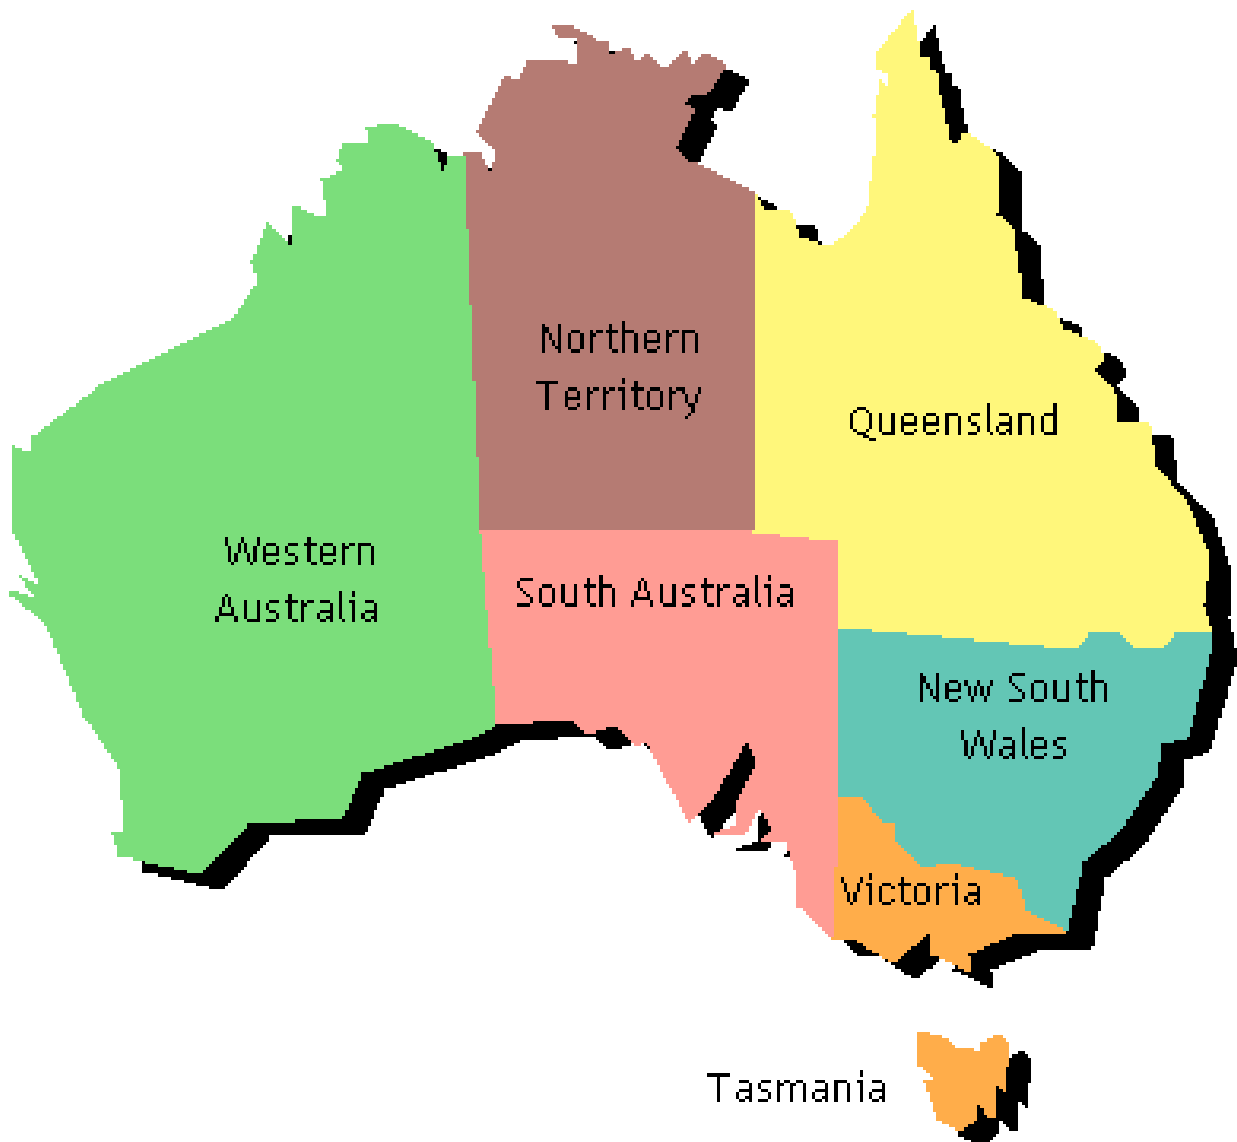 Northern
Territory
Queensland
Western
Australia
South Australia
New South
Wales
Victoria
Tasmania